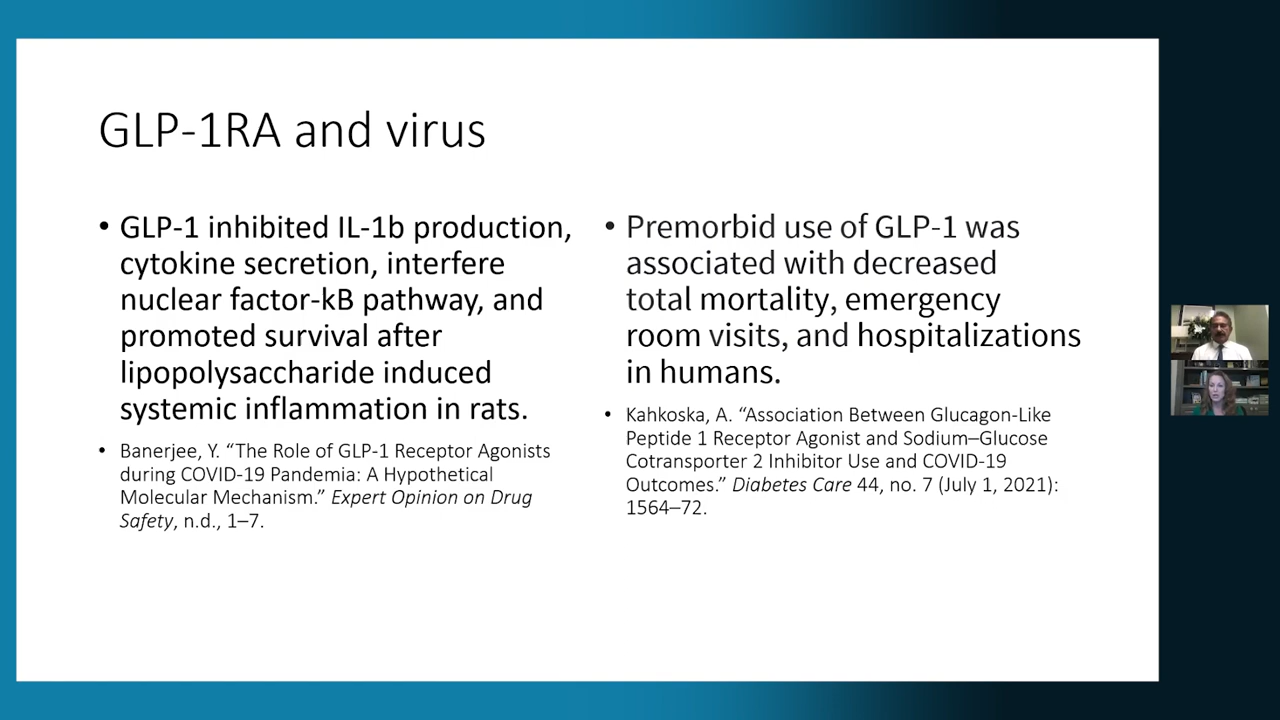 GLP-1RA and virus
• GLP-1 inhibited IL-1b production,
cytokine secretion, interfere
nuclear factor-kB pathway, and
promoted survival after
lipopolysaccharide induced
systemic inflammation in rats.
• Banerjee, Y. “The Role of GLP-1 Receptor Agonists
during COVID-19 Pandemia: A Hypothetical
Molecular Mechanism.” Expert Opinion on Drug
Safety, n.d., 1–7.
• Premorbid use of GLP-1 was
associated with decreased
total mortality, emergency
room visits, and hospitalizations
in humans.
• Kahkoska, A. “Association Between Glucagon-Like
Peptide 1 Receptor Agonist and Sodium–Glucose
Cotransporter 2 Inhibitor Use and COVID-19
Outcomes.” Diabetes Care 44, no. 7 (July 1, 2021):
1564–72.